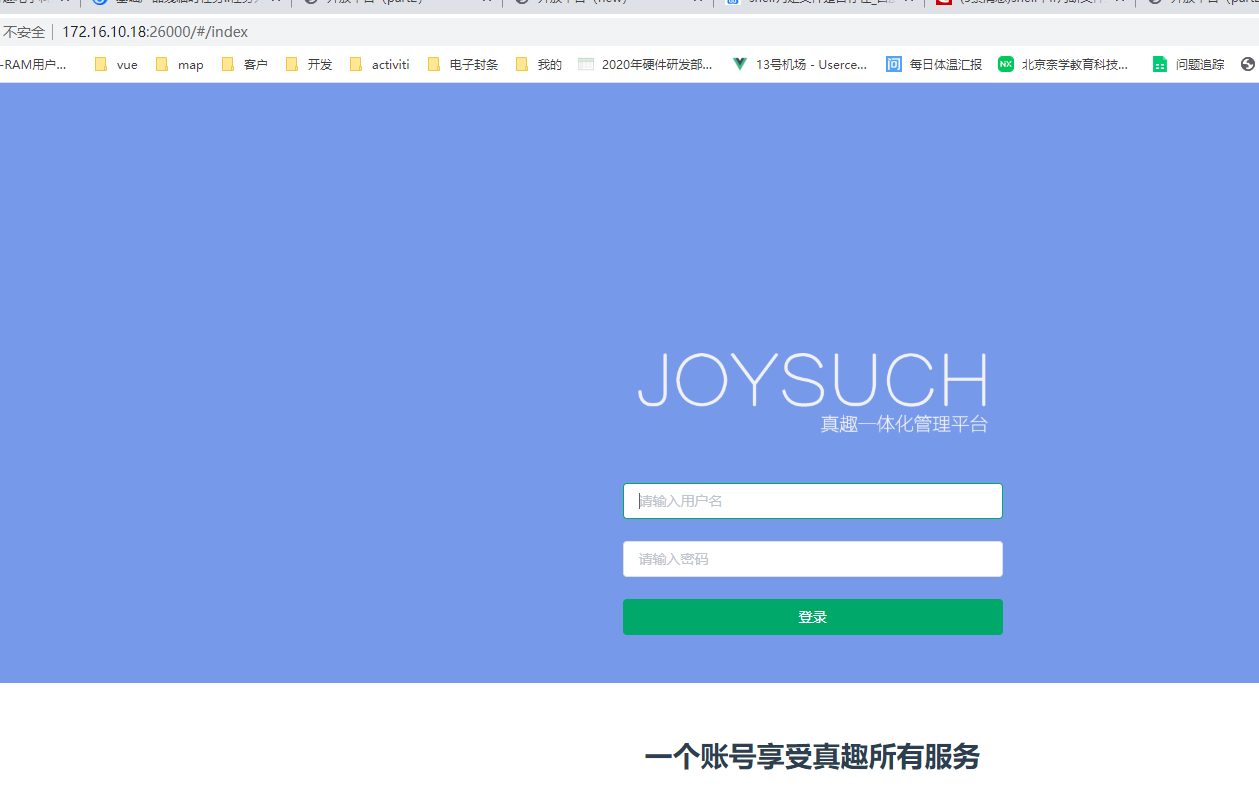 不安全 172.16.10.18:26000/#/index
-RAM用户... vue map 客户 开发 activiti 电子封条 我的 2020年硬件研发部... 13号机场 - Userce... 每日体温汇报 NX 北京奈学教育科技... 问题追踪
JOYSUCH
真趣一体化管理平台
请输入用户名
请输入密码
登录
一个账号享受真趣所有服务